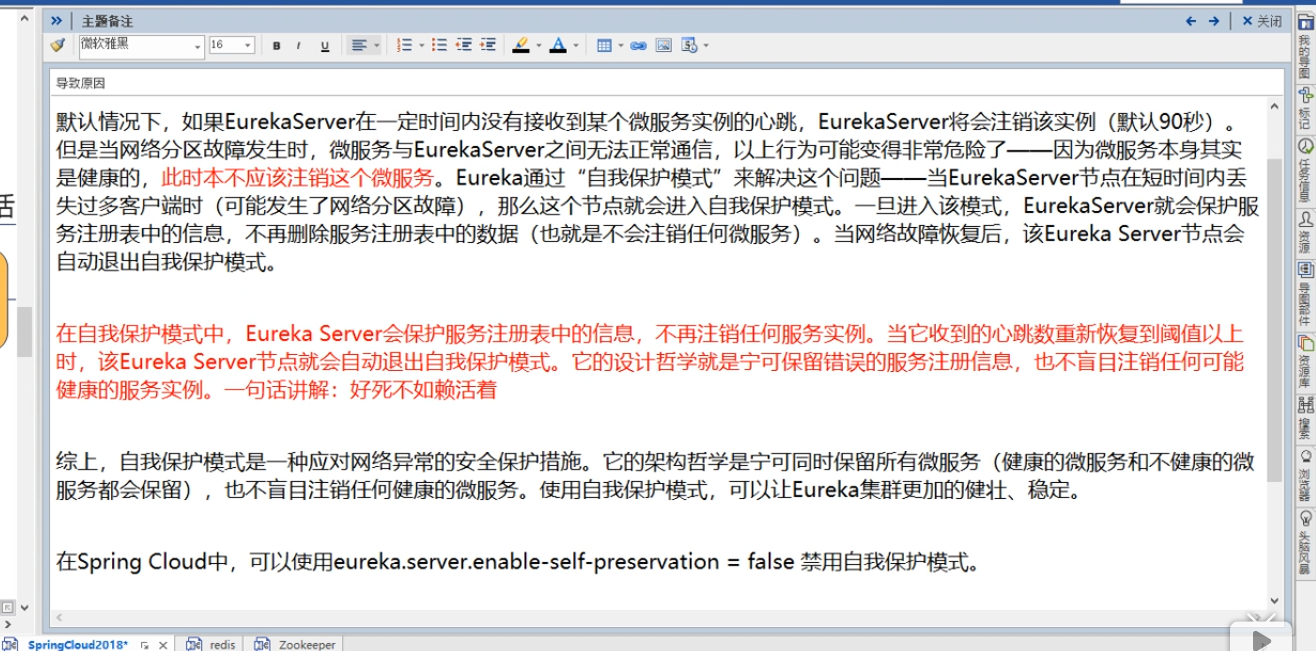 主题备注
关闭
微软雅黑
16
B I U
导致原因
默认情况下，如果EurekaServer在一定时间内没有接收到某个微服务实例的心跳，EurekaServer将会注销该实例（默认90秒）。
但是当网络分区故障发生时，微服务与EurekaServer之间无法正常通信，以上行为可能变得非常危险了——因为微服务本身其实
是健康的，此时本不应该注销这个微服务。Eureka通过“自我保护模式”来解决这个问题——当EurekaServer节点在短时间内丢
失过多客户端时（可能发生了网络分区故障），那么这个节点就会进入自我保护模式。一旦进入该模式，EurekaServer就会保护服
务注册表中的信息，不再删除服务注册表中的数据（也就是不会注销任何微服务）。当网络故障恢复后，该Eureka Server节点会
自动退出自我保护模式。
在自我保护模式中，Eureka Server会保护服务注册表中的信息，不再注销任何服务实例。当它收到的心跳数重新恢复到阈值以上
时，该Eureka Server节点就会自动退出自我保护模式。它的设计哲学就是宁可保留错误的服务注册信息，也不盲目注销任何可能
健康的服务实例。一句话讲解：好死不如赖活着
综上，自我保护模式是一种应对网络异常的安全保护措施。它的架构哲学是宁可同时保留所有微服务（健康的微服务和不健康的微
服务都会保留），也不盲目注销任何健康的微服务。使用自我保护模式，可以让Eureka集群更加的健壮、稳定。
在Spring Cloud中，可以使用eureka.server.enable-self-preservation = false 禁用自我保护模式。
活
我的导图
标记
任务信息
资源
导图部件
资源库
搜索
浏览器
头脑风暴
SpringCloud2018*
redis
Zookeeper